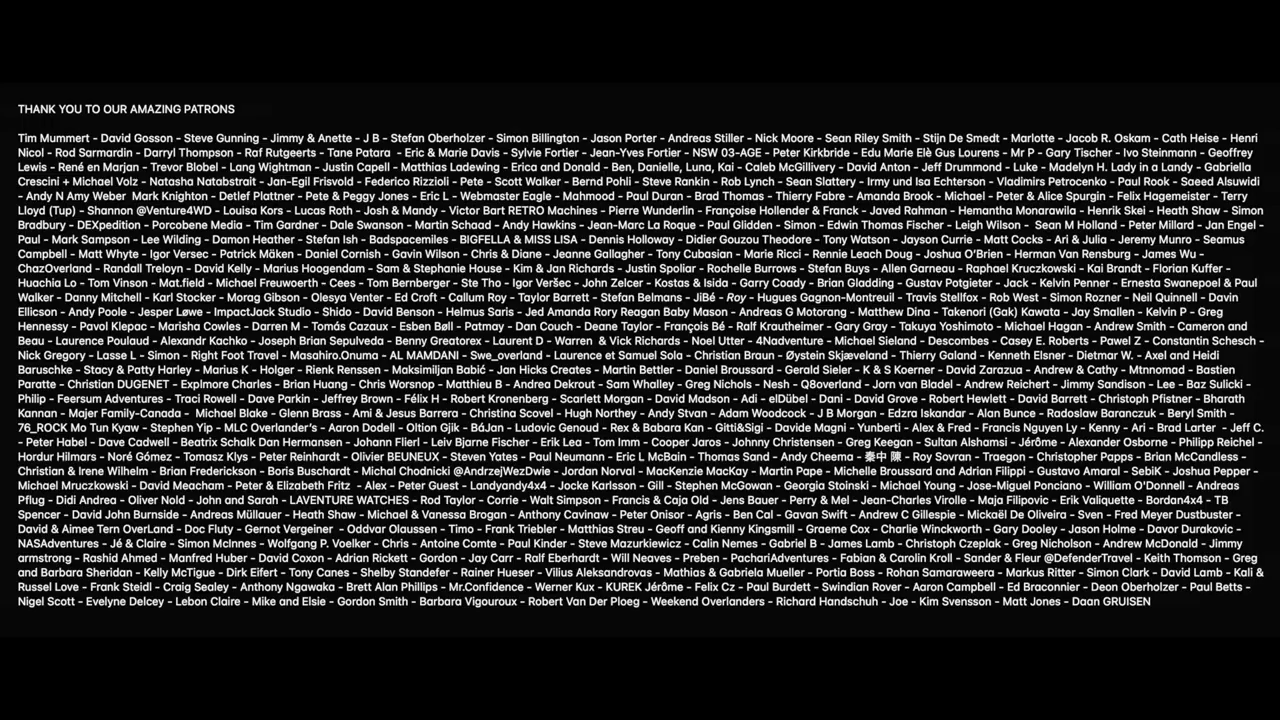 THANK YOU TO OUR AMAZING PATRONS
Tim Mummert - David Gosson - Steve Gunning - Jimmy & Anette - J B - Stefan Oberholzer - Simon Billington - Jason Porter - Andreas Stiller - Nick Moore - Sean Riley Smith - Stijn De Smedt - Marlotte - Jacob R. Oskam - Cath Heise - Henri
Nicol - Rod Sarmardin - Darryl Thompson - Raf Rutgeerts - Tane Patara - Eric & Marie Davis - Sylvie Fortier - Jean-Yves Fortier - NSW 03-AGE - Peter Kirkbride - Edu Marie Elè Gus Lourens - Mr P - Gary Tischer - Ivo Steinmann - Geoffrey
Lewis - René en Marjan - Trevor Blobel - Lang Wightman - Justin Capell - Matthias Ladewing - Erica and Donald - Ben, Danielle, Luna, Kai - Caleb McGillivery - David Anton - Jeff Drummond - Luke - Madelyn H. Lady in a Landy - Gabriella
Crescini + Michael Volz - Natasha Natabstrait - Jan-Egil Frisvold - Federico Rizzioli - Pete - Scott Walker - Bernd Pohli - Steve Rankin - Rob Lynch - Sean Slattery - Irmy und Isa Echterson - Vladimirs Petrocenko - Paul Rook - Saeed Alsuwidi
- Andy N Amy Weber Mark Knighton - Detlef Plattner - Pete & Peggy Jones - Eric L - Webmaster Eagle - Mahmood - Paul Duran - Brad Thomas - Thierry Fabre - Amanda Brook - Michael - Peter & Alice Spurgin - Felix Hagemeister - Terry
Lloyd (Tup) - Shannon @Venture4WD - Louisa Kors - Lucas Roth - Josh & Mandy - Victor Bart RETRO Machines - Pierre Wunderlin - Françoise Hollender & Franck - Javed Rahman - Hemantha Monarawila - Henrik Skei - Heath Shaw - Simon
Bradbury - DEXpedition - Porcobene Media - Tim Gardner - Dale Swanson - Martin Schaad - Andy Hawkins - Jean-Marc La Roque - Paul Glidden - Simon - Edwin Thomas Fischer - Leigh Wilson - Sean M Holland - Peter Millard - Jan Engel -
Paul - Mark Sampson - Lee Wilding - Damon Heather - Stefan Ish - Badspacemiles - BIGFELLA & MISS LISA - Dennis Holloway - Didier Gouzou Theodore - Tony Watson - Jayson Currie - Matt Cocks - Ari & Julia - Jeremy Munro - Seamus
Campbell - Matt Whyte - Igor Versec - Patrick Mäken - Daniel Cornish - Gavin Wilson - Chris & Diane - Jeanne Gallagher - Tony Cubasian - Marie Ricci - Rennie Leach Doug - Joshua O'Brien - Herman Van Rensburg - James Wu -
ChazOverland - Randall Treloyn - David Kelly - Marius Hoogendam - Sam & Stephanie House - Kim & Jan Richards - Justin Spoliar - Rochelle Burrows - Stefan Buys - Allen Garneau - Raphael Kruczkowski - Kai Brandt - Florian Kuffer -
Huachia Lo - Tom Vinson - Mat.field - Michael Freuwoerth - Cees - Tom Bernberger - Ste Tho - Igor Veršec - John Zelcer - Kostas & Isida - Garry Coady - Brian Gladding - Gustav Potgieter - Jack - Kelvin Penner - Ernesta Swanepoel & Paul
Walker - Danny Mitchell - Karl Stocker - Morag Gibson - Olesya Venter - Ed Croft - Callum Roy - Taylor Barrett - Stefan Belmans - JiBé - Roy - Hugues Gagnon-Montreuil - Travis Stellfox - Rob West - Simon Rozner - Neil Quinnell - Davin
Ellicson - Andy Poole - Jesper Løwe - ImpactJack Studio - Shido - David Benson - Helmus Saris - Jed Amanda Rory Reagan Baby Mason - Andreas G Motorang - Matthew Dina - Takenori (Gak) Kawata - Jay Smallen - Kelvin P - Greg
Hennessy - Pavol Klepac - Marisha Cowles - Darren M - Tomás Cazaux - Esben Bøll - Patmay - Dan Couch - Deane Taylor - François Bé - Ralf Krautheimer - Gary Gray - Takuya Yoshimoto - Michael Hagan - Andrew Smith - Cameron and
Beau - Laurence Poulaud - Alexandr Kachko - Joseph Brian Sepulveda - Benny Greatorex - Laurent D - Warren & Vick Richards - Noel Utter - 4Nadventure - Michael Sieland - Descombes - Casey E. Roberts - Pawel Z - Constantin Schesch -
Nick Gregory - Lasse L - Simon - Right Foot Travel - Masahiro.Onuma - AL MAMDANI - Swe_overland - Laurence et Samuel Sola - Christian Braun - Øystein Skjæveland - Thierry Galand - Kenneth Elsner - Dietmar W. - Axel and Heidi
Baruschke - Stacy & Patty Harley - Marius K - Holger - Rienk Renssen - Maksimiljan Babić - Jan Hicks Creates - Martin Bettler - Daniel Broussard - Gerald Sieler - K & S Koerner - David Zarazua - Andrew & Cathy - Mtnnomad - Bastien
Paratte - Christian DUGENET - Explmore Charles - Brian Huang - Chris Worsnop - Matthieu B - Andrea Dekrout - Sam Whalley - Greg Nichols - Nesh - Q8overland - Jorn van Bladel - Andrew Reichert - Jimmy Sandison - Lee - Baz Sulicki -
Philip - Feersum Adventures - Traci Rowell - Dave Parkin - Jeffrey Brown - Félix H - Robert Kronenberg - Scarlett Morgan - David Madson - Adi - elDübel - Dani - David Grove - Robert Hewlett - David Barrett - Christoph Pfistner - Bharath
Kannan - Majer Family-Canada - Michael Blake - Glenn Brass - Ami & Jesus Barrera - Christina Scovel - Hugh Northey - Andy Stvan - Adam Woodcock - J B Morgan - Edzra Iskandar - Alan Bunce - Radoslaw Baranczuk - Beryl Smith -
76_ROCK Mo Tun Kyaw - Stephen Yip - MLC Overlander's - Aaron Dodell - Oltion Gjik - BáJan - Ludovic Genoud - Rex & Babara Kan - Gitti&Sigi - Davide Magni - Yunberti - Alex & Fred - Francis Nguyen Ly - Kenny - Ari - Brad Larter - Jeff C.
- Peter Habel - Dave Cadwell - Beatrix Schalk Dan Hermansen - Johann Flierl - Leiv Bjarne Fischer - Erik Lea - Tom Imm - Cooper Jaros - Johnny Christensen - Greg Keegan - Sultan Alshamsi - Jérôme - Alexander Osborne - Philipp Reichel -
Hordur Hilmars - Noré Gómez - Tomasz Klys - Peter Reinhardt - Olivier BEUNEUX - Steven Yates - Paul Neumann - Eric L McBain - Thomas Sand - Andy Cheema - 秦中 陳 - Roy Sovran - Traegon - Christopher Papps - Brian McCandless -
Christian & Irene Wilhelm - Brian Frederickson - Boris Buschardt - Michal Chodnicki @AndrzejWezDwie - Jordan Norval - MacKenzie MacKay - Martin Pape - Michelle Broussard and Adrian Filippi - Gustavo Amaral - SebiK - Joshua Pepper -
Michael Mruczkowski - David Meacham - Peter & Elizabeth Fritz - Alex - Peter Guest - Landyandy4x4 - Jocke Karlsson - Gill - Stephen McGowan - Georgia Stoinski - Michael Young - Jose-Miguel Ponciano - William O'Donnell - Andreas
Pflug - Didi Andrea - Oliver Nold - John and Sarah - LAVENTURE WATCHES - Rod Taylor - Corrie - Walt Simpson - Francis & Caja Old - Jens Bauer - Perry & Mel - Jean-Charles Virolle - Maja Filipovic - Erik Valiquette - Bordan4x4 - TB
Spencer - David John Burnside - Andreas Müllauer - Heath Shaw - Michael & Vanessa Brogan - Anthony Cavinaw - Peter Onisor - Agris - Ben Cal - Gavan Swift - Andrew C Gillespie - Mickaël De Oliveira - Sven - Fred Meyer Dustbuster -
David & Aimee Tern OverLand - Doc Fluty - Gernot Vergeiner - Oddvar Olaussen - Timo - Frank Triebler - Matthias Streu - Geoff and Kienny Kingsmill - Graeme Cox - Charlie Winckworth - Gary Dooley - Jason Holme - Davor Durakovic -
NASAdventures - Jé & Claire - Simon McInnes - Wolfgang P. Voelker - Chris - Antoine Comte - Paul Kinder - Steve Mazurkiewicz - Calin Nemes - Gabriel B - James Lamb - Christoph Czeplak - Greg Nicholson - Andrew McDonald - Jimmy
armstrong - Rashid Ahmed - Manfred Huber - David Coxon - Adrian Rickett - Gordon - Jay Carr - Ralf Eberhardt - Will Neaves - Preben - PachariAdventures - Fabian & Carolin Kroll - Sander & Fleur @DefenderTravel - Keith Thomson - Greg
and Barbara Sheridan - Kelly McTigue - Dirk Eifert - Tony Canes - Shelby Standefer - Rainer Hueser - Vilius Aleksandrovas - Mathias & Gabriela Mueller - Portia Boss - Rohan Samaraweera - Markus Ritter - Simon Clark - David Lamb - Kali &
Russel Love - Frank Steidl - Craig Sealey - Anthony Ngawaka - Brett Alan Phillips - Mr.Confidence - Werner Kux - KUREK Jérôme - Felix Cz - Paul Burdett - Swindian Rover - Aaron Campbell - Ed Braconnier - Deon Oberholzer - Paul Betts -
Nigel Scott - Evelyne Delcey - Lebon Claire - Mike and Elsie - Gordon Smith - Barbara Vigouroux - Robert Van Der Ploeg - Weekend Overlanders - Richard Handschuh - Joe - Kim Svensson - Matt Jones - Daan GRUISEN